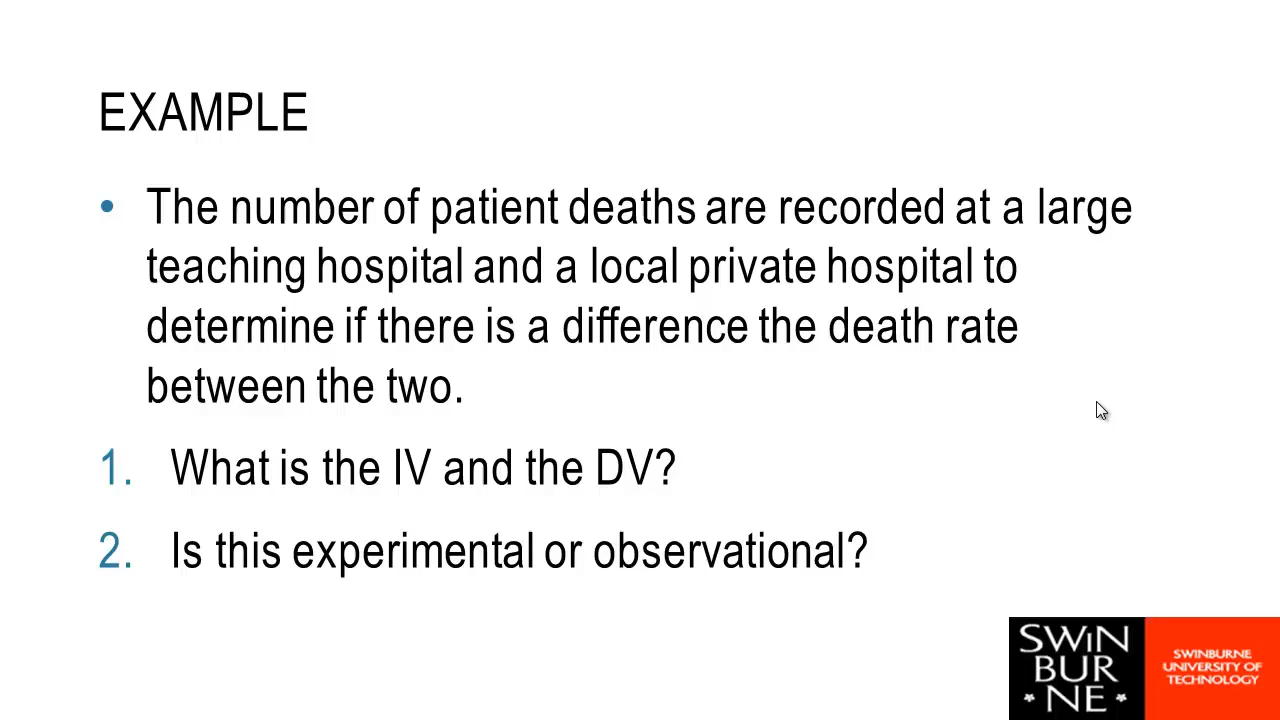 EXAMPLE
• The number of patient deaths are recorded at a large
teaching hospital and a local private hospital to
determine if there is a difference the death rate
between the two.
1. What is the IV and the DV?
2. Is this experimental or observational?
SWiN
BUR
* NE *
SWINBURNE
UNIVERSITY OF
TECHNOLOGY